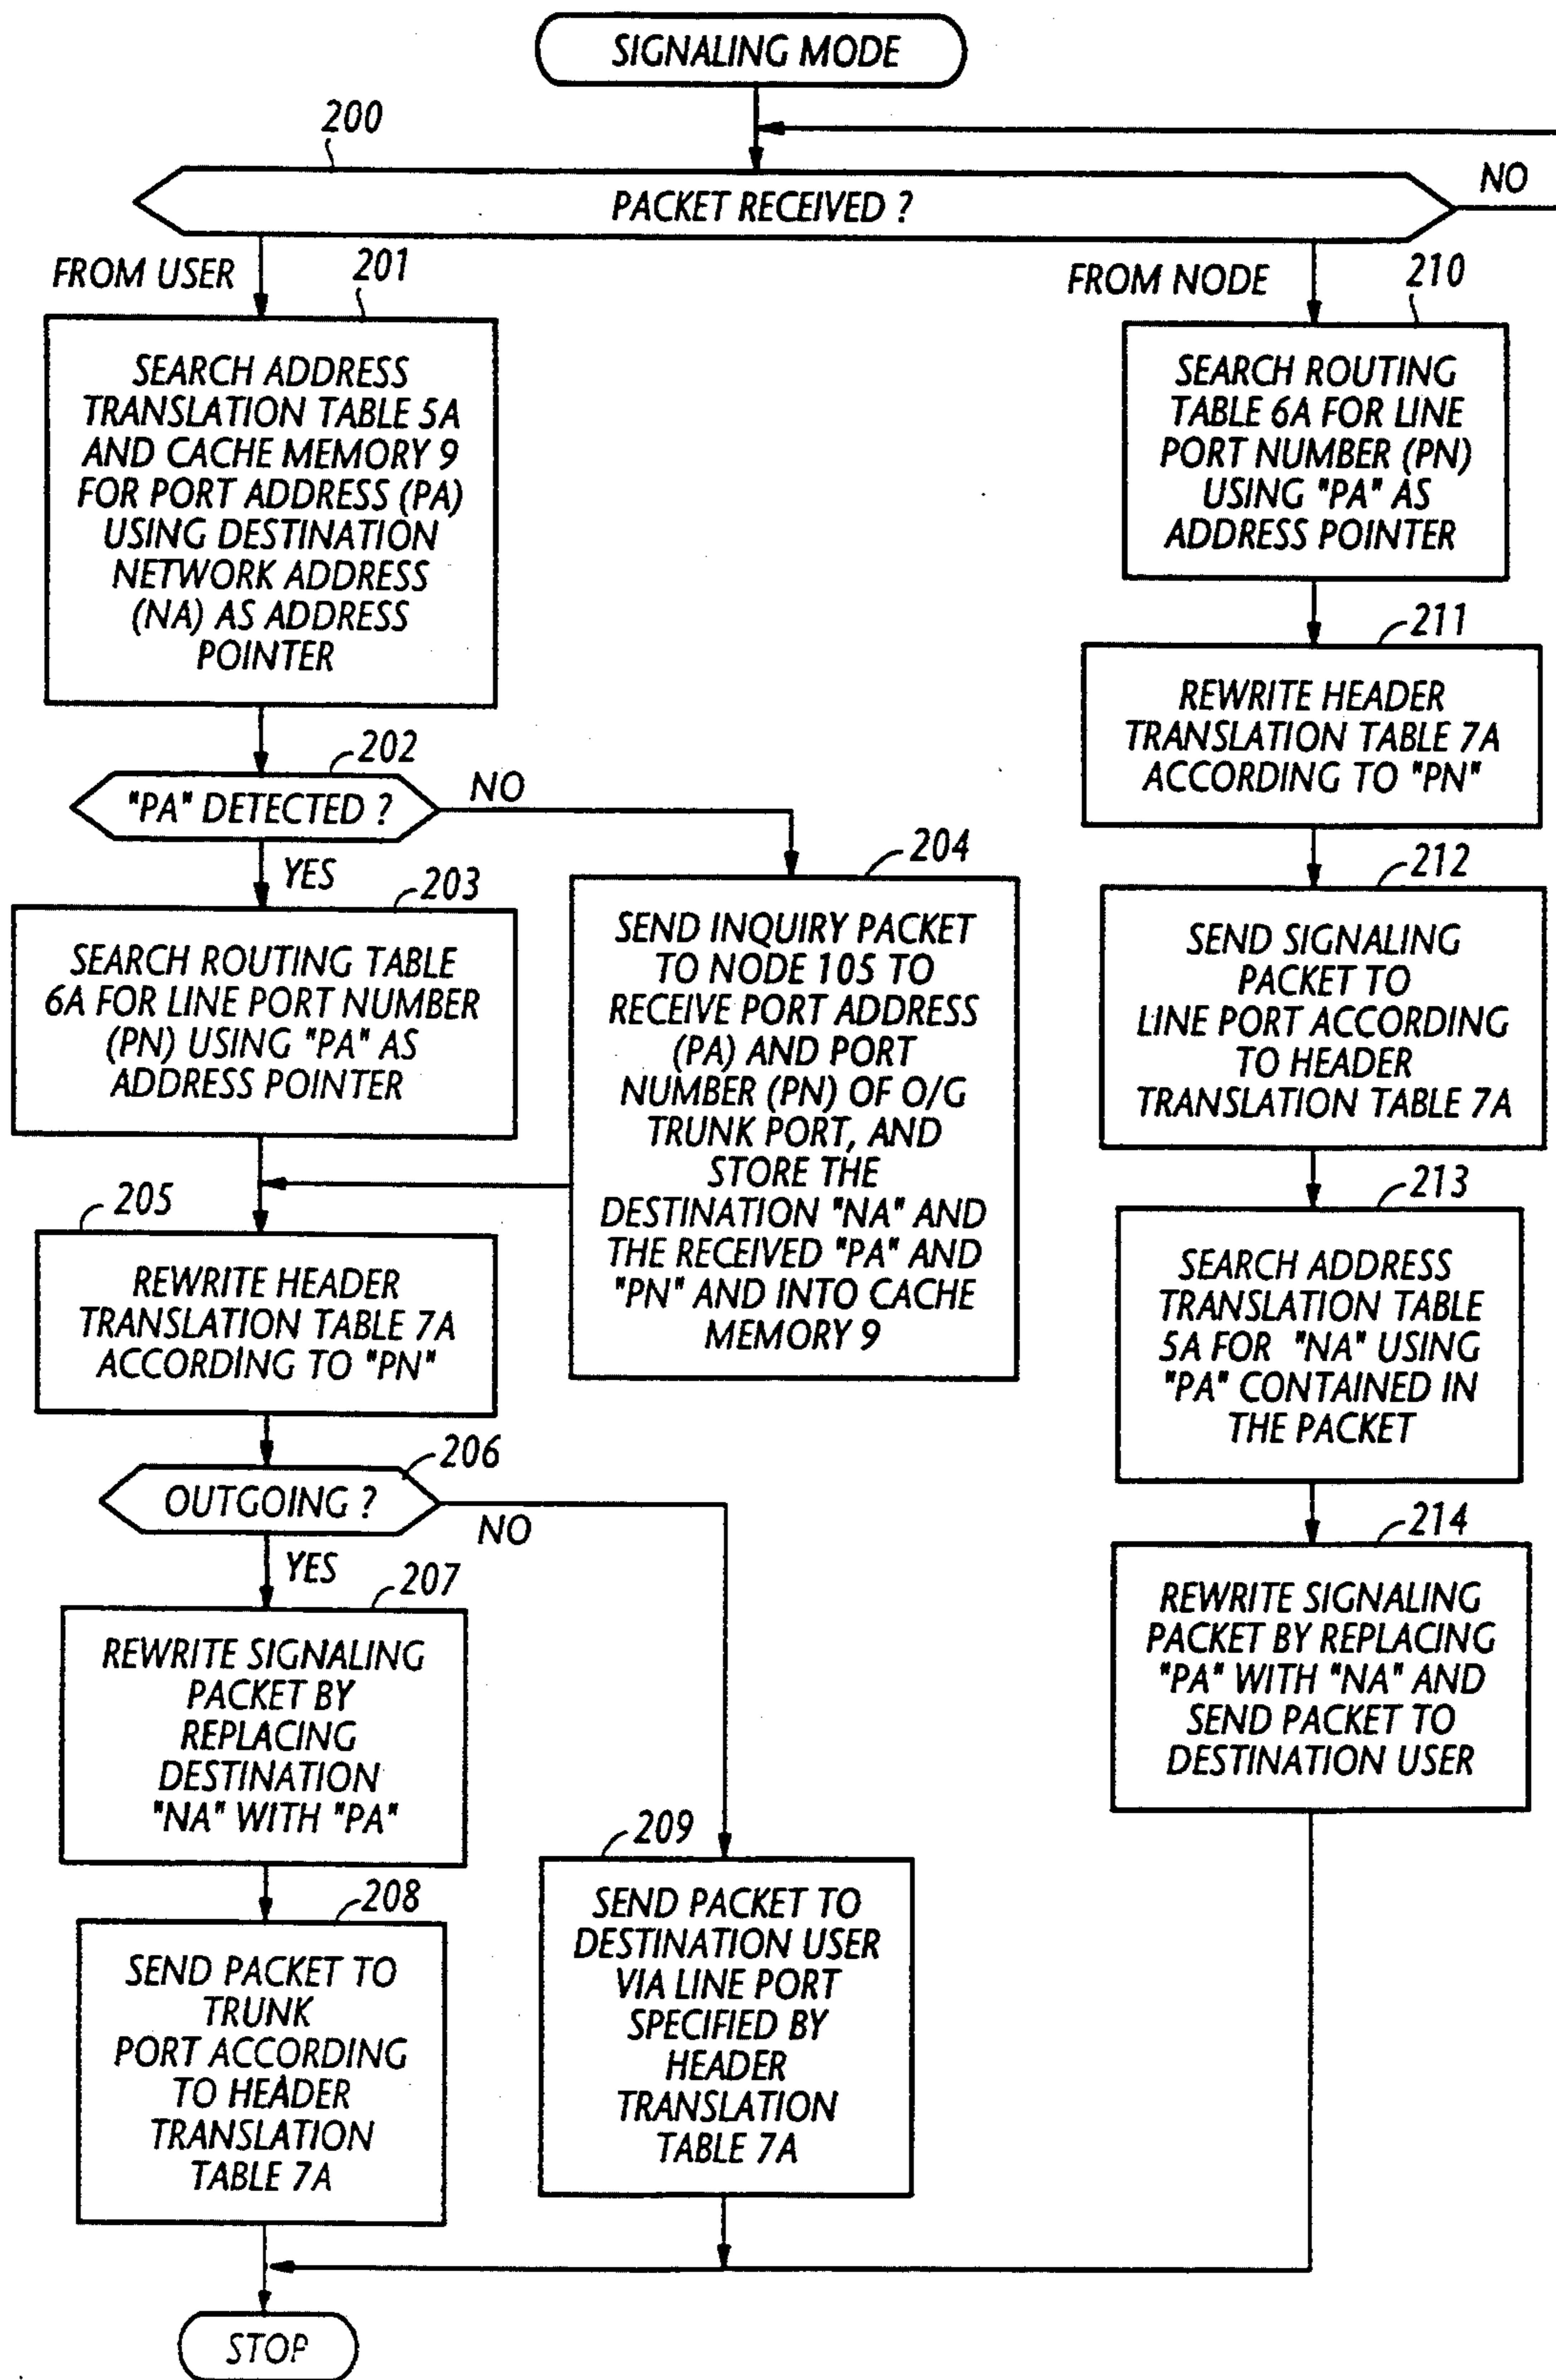 SIGNALING MODE
200
PACKET RECEIVED ?
NO
FROM USER
201
SEARCH ADDRESS
TRANSLATION TABLE 5A
AND CACHE MEMORY 9
FOR PORT ADDRESS (PA)
USING DESTINATION
NETWORK ADDRESS
(NA) AS ADDRESS
POINTER
202
"PA" DETECTED ?
NO
YES
203
SEARCH ROUTING TABLE
6A FOR LINE PORT NUMBER
(PN) USING "PA" AS
ADDRESS POINTER
204
SEND INQUIRY PACKET
TO NODE 105 TO
RECEIVE PORT ADDRESS
(PA) AND PORT
NUMBER (PN) OF O/G
TRUNK PORT, AND
STORE THE
DESTINATION "NA" AND
THE RECEIVED "PA" AND
"PN" AND INTO CACHE
MEMORY 9
205
REWRITE HEADER
TRANSLATION TABLE 7A
ACCORDING TO "PN"
206
OUTGOING ?
NO
YES
207
REWRITE SIGNALING
PACKET BY
REPLACING
DESTINATION
"NA" WITH "PA"
208
SEND PACKET TO
TRUNK
PORT ACCORDING
TO HEADER
TRANSLATION
TABLE 7A
209
SEND PACKET TO
DESTINATION USER
VIA LINE PORT
SPECIFIED BY
HEADER
TRANSLATION
TABLE 7A
FROM NODE
210
SEARCH ROUTING
TABLE 6A FOR LINE
PORT NUMBER (PN)
USING "PA" AS
ADDRESS POINTER
211
REWRITE HEADER
TRANSLATION TABLE 7A
ACCORDING TO "PN"
212
SEND SIGNALING
PACKET TO
LINE PORT ACCORDING
TO HEADER
TRANSLATION TABLE 7A
213
SEARCH ADDRESS
TRANSLATION TABLE
5A FOR "NA" USING
"PA" CONTAINED IN
THE PACKET
214
REWRITE SIGNALING
PACKET BY REPLACING
"PA" WITH "NA" AND
SEND PACKET TO
DESTINATION USER
STOP